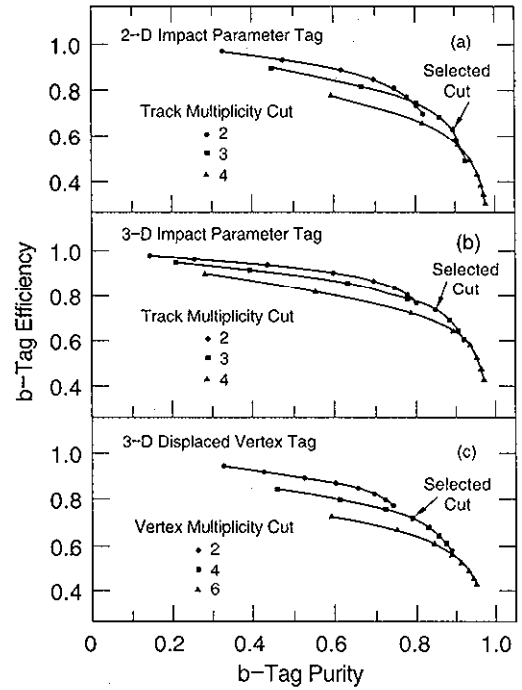 2-D Impact Parameter Tag
(a)
1.0
0.8
0.6
0.4
Selected
Cut
Track Multiplicity Cut
2
3
4
3-D Impact Parameter Tag
(b)
1.0
0.8
0.6
0.4
Selected
Cut
Track Multiplicity Cut
2
3
4
b-Tag Efficiency
3-D Displaced Vertex Tag
(c)
1.0
0.8
0.6
0.4
Selected
Cut
Vertex Multiplicity Cut
2
4
6
0 0.2 0.4 0.6 0.8 1.0
b-Tag Purity